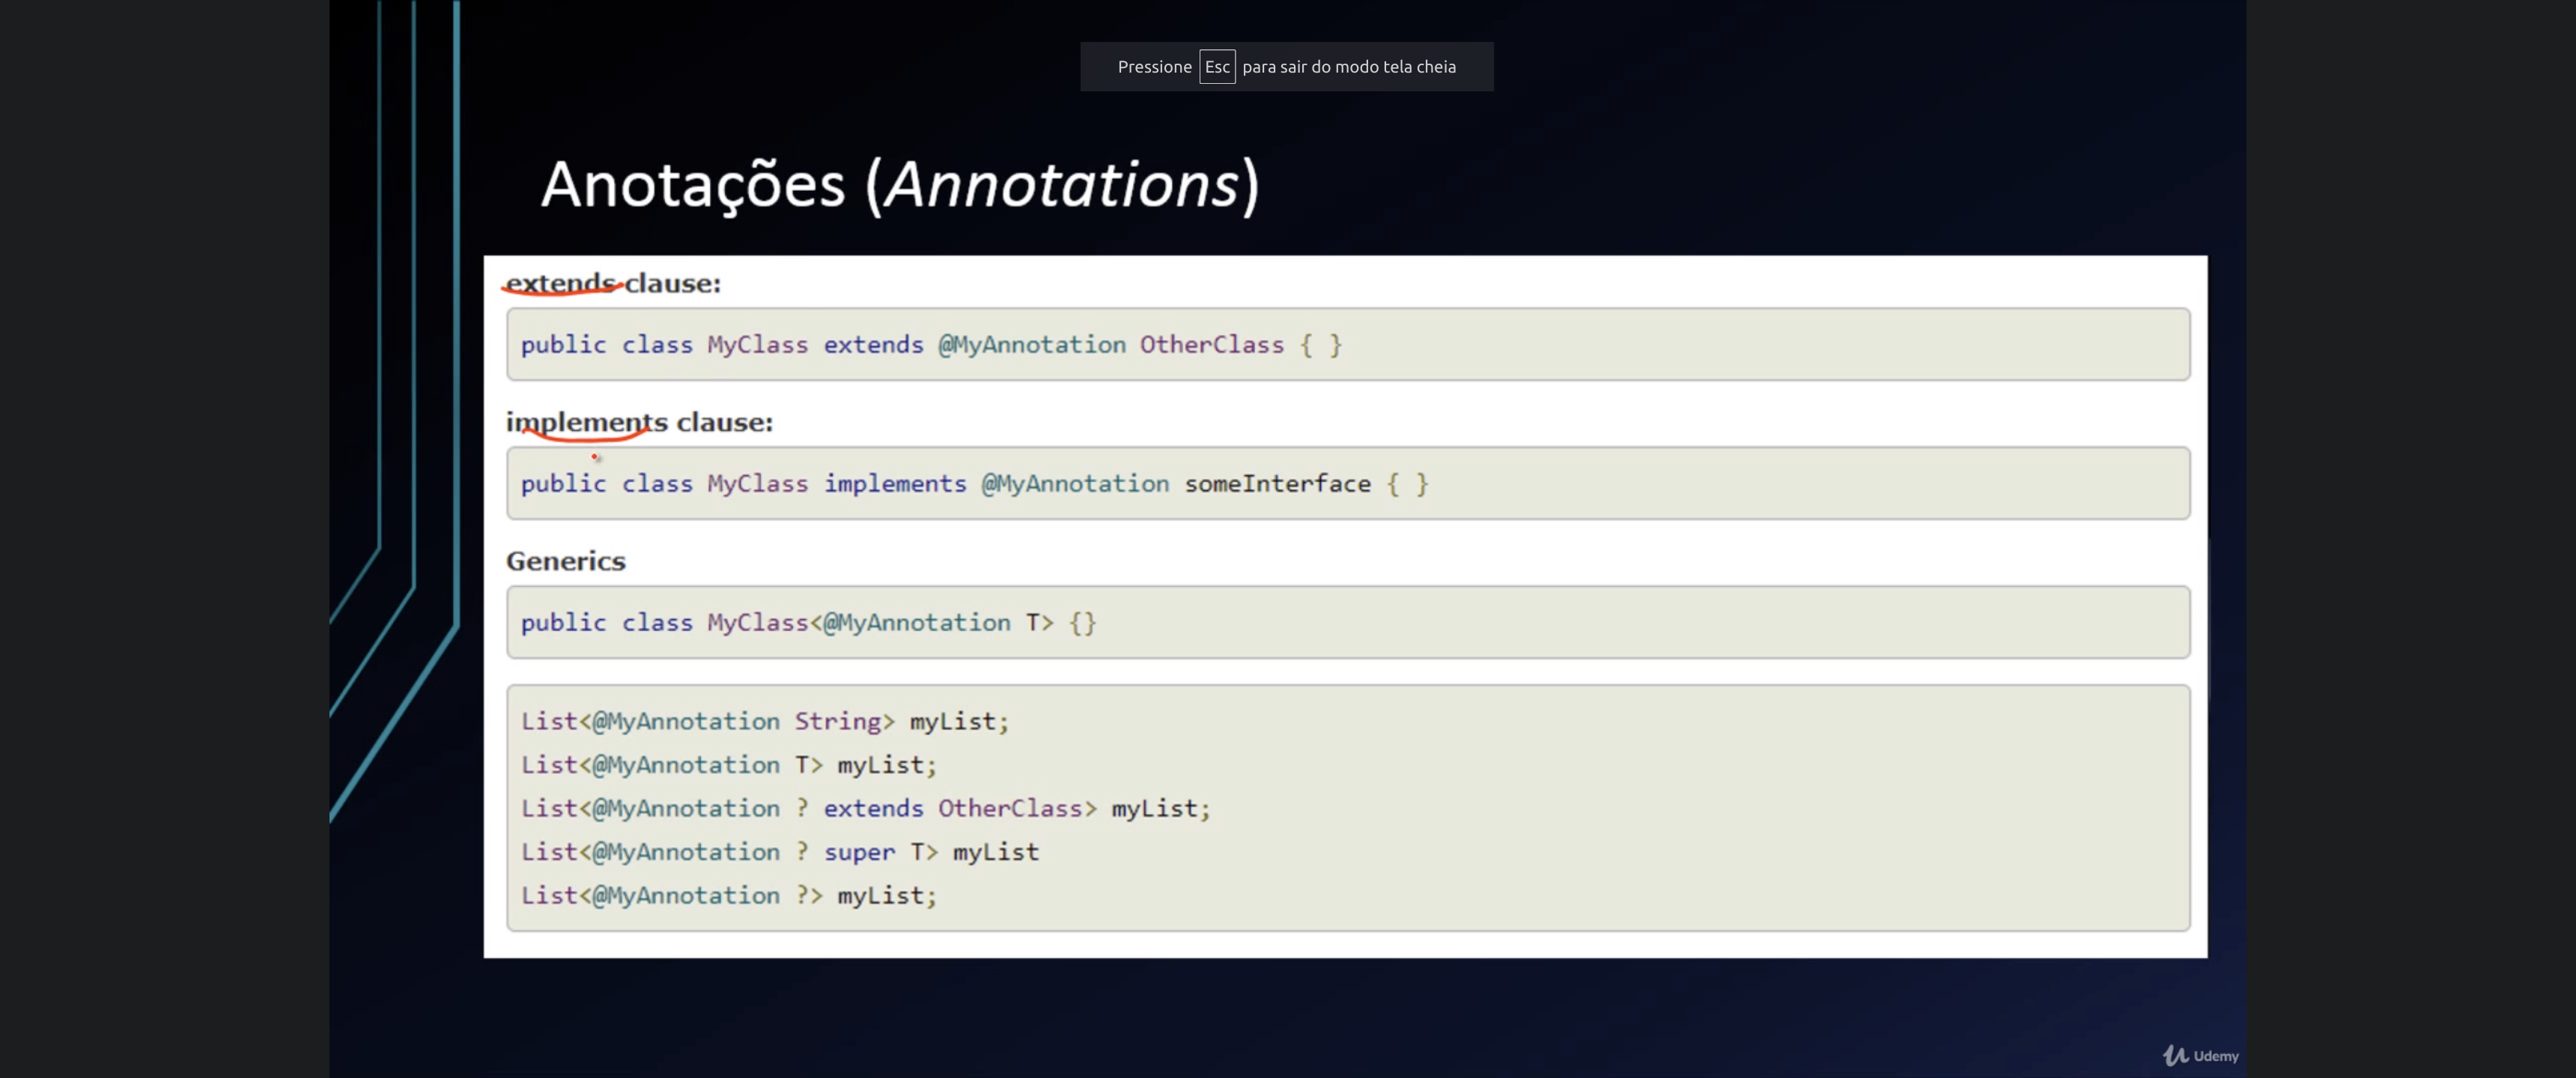 Pressione Esc para sair do modo tela cheia
Anotações (Annotations)
extends clause:
public class MyClass extends @MyAnnotation OtherClass { }
implements clause:
public class MyClass implements @MyAnnotation someInterface { }
Generics
public class MyClass<@MyAnnotation T> {}
List<@MyAnnotation String> myList;
List<@MyAnnotation T> myList;
List<@MyAnnotation ? extends OtherClass> myList;
List<@MyAnnotation ? super T> myList
List<@MyAnnotation ?> myList;
Udemy